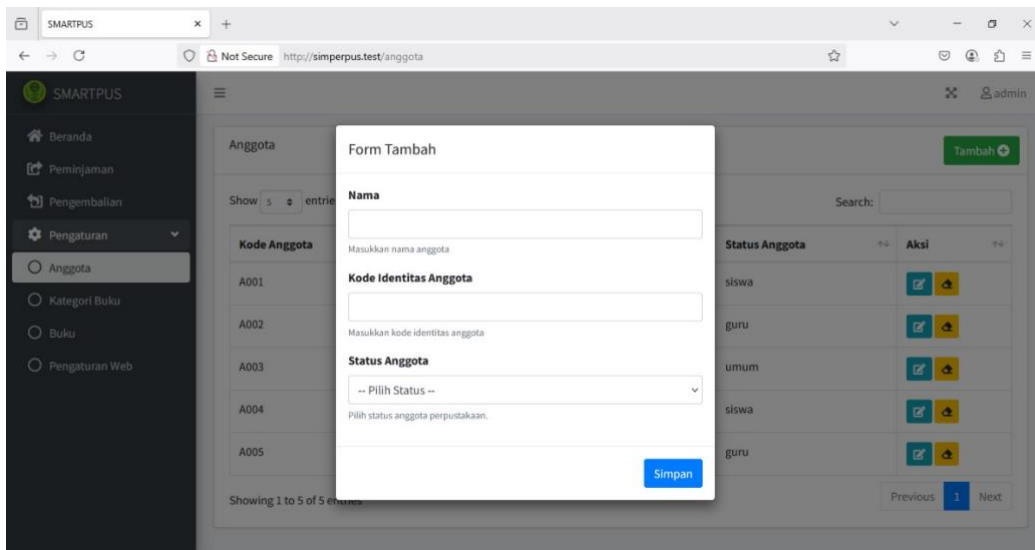 SMARTPUS
Not Secure http://simperpus.test/anggota
SMARTPUS
admin
Beranda
Peminjaman
Pengembalian
Pengaturan
Anggota
Kategori Buku
Buku
Pengaturan Web
Anggota
Tambah
Show 5 entrie
Search:
Kode Anggota
Status Anggota
Aksi
A001
siswa
A002
guru
A003
umum
A004
siswa
A005
guru
Showing 1 to 5 of 5 entries
Previous 1 Next
Form Tambah
Nama
Masukkan nama anggota
Kode Identitas Anggota
Masukkan kode identitas anggota
Status Anggota
-- Pilih Status --
Pilih status anggota perpustakaan.
Simpan